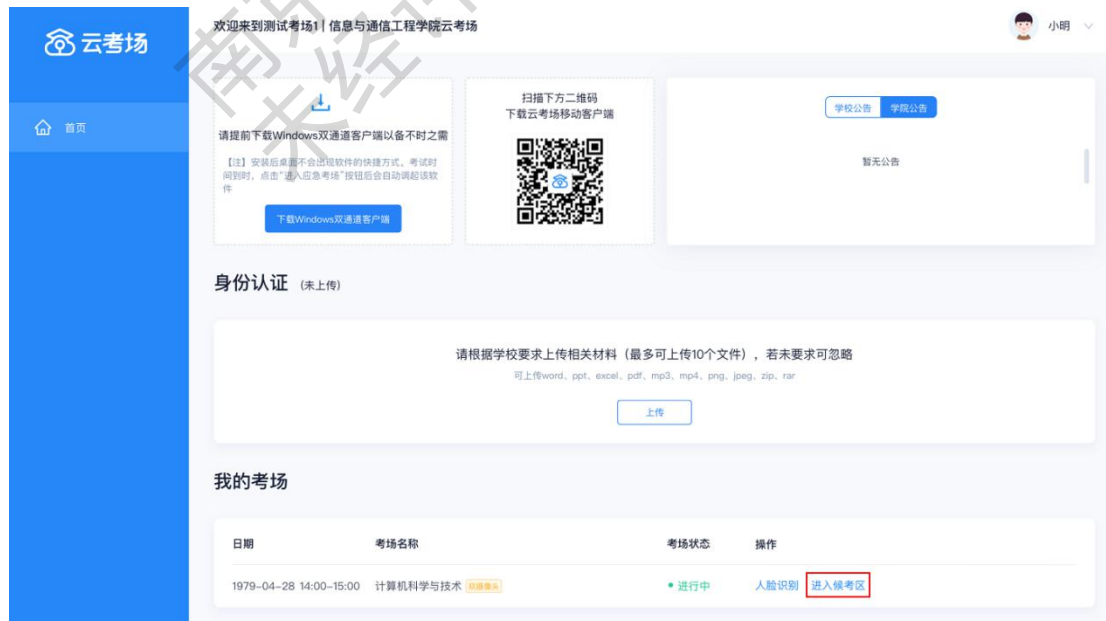 云考场
首页
欢迎来到测试考场1 | 信息与通信工程学院云考场
小明
请提前下载Windows双通道客户端以备不时之需
【注】安装后桌面不会出现软件的快捷方式，考试时
间到时，点击“进入应急考场”按钮后会自动调起该软
件
下载Windows双通道客户端
扫描下方二维码
下载云考场移动客户端
学校公告 学院公告
暂无公告
身份认证 (未上传)
请根据学校要求上传相关材料（最多可上传10个文件），若未要求可忽略
可上传word、ppt、excel、pdf、mp3、mp4、png、jpeg、zip、rar
上传
我的考场
日期 考场名称 考场状态 操作
1979-04-28 14:00-15:00 计算机科学与技术 进行中 人脸识别 进入候考区